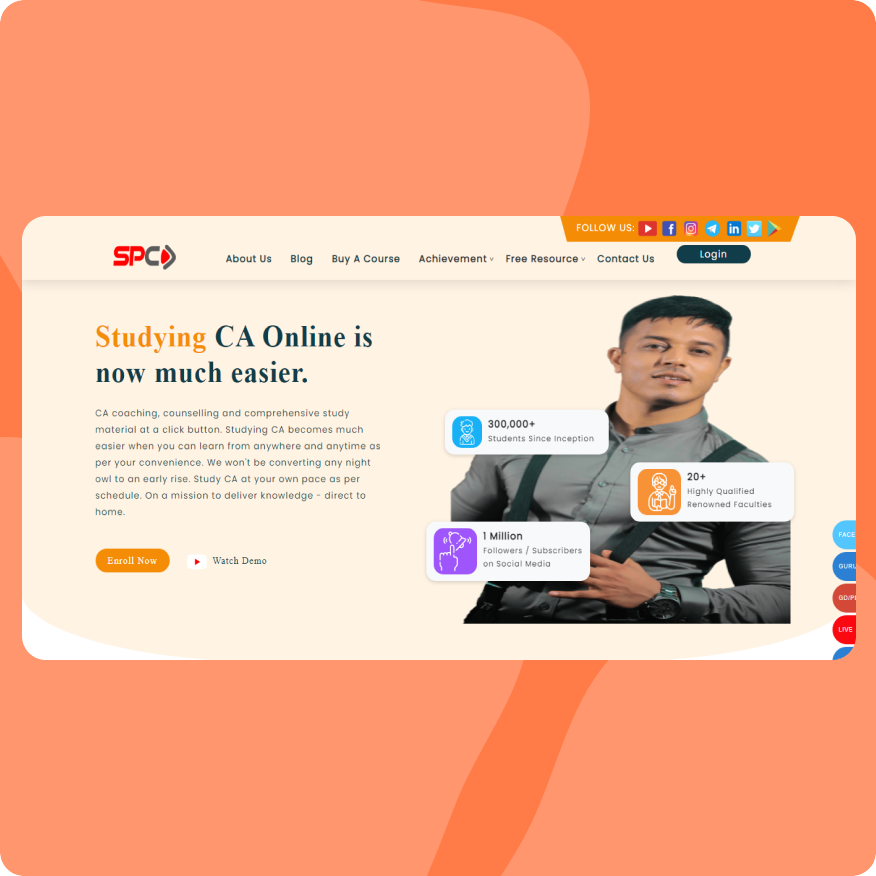 FOLLOW US:
SPC
About Us Blog Buy A Course Achievement Free Resource Contact Us Login
Studying CA Online is
now much easier.
CA coaching, counselling and comprehensive study
material at a click button. Studying CA becomes much
easier when you can learn from anywhere and anytime as
per your convenience. We won't be converting any night
owl to an early rise. Study CA at your own pace as per
schedule. On a mission to deliver knowledge - direct to
home.
Enroll Now Watch Demo
300,000+
Students Since Inception
20+
Highly Qualified
Renowned Faculties
1 Million
Followers / Subscribers
on Social Media
FACE
GURU
GD/PI
LIVE